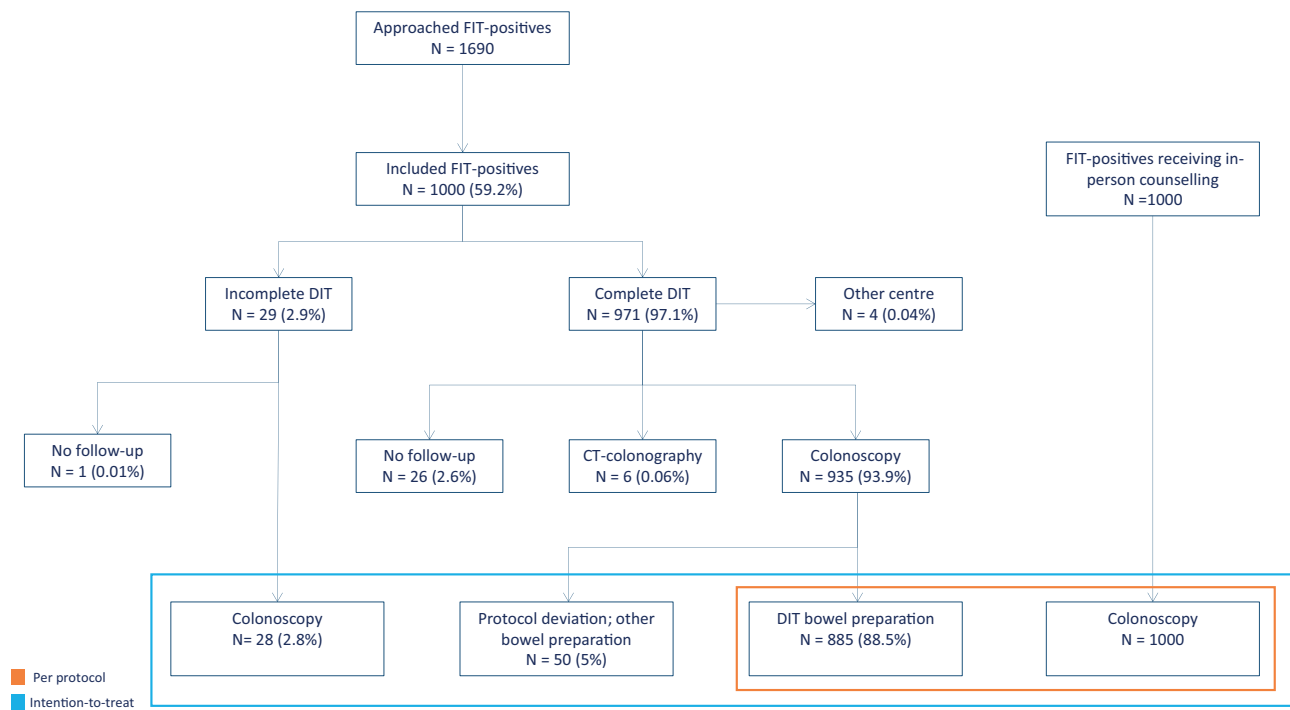 Approached FIT-positives
N = 1690
Included FIT-positives
N = 1000 (59.2%)
FIT-positives receiving in-
person counselling
N =1000
Incomplete DIT
N = 29 (2.9%)
Complete DIT
N = 971 (97.1%)
Other centre
N = 4 (0.04%)
No follow-up
N = 1 (0.01%)
No follow-up
N = 26 (2.6%)
CT-colonography
N = 6 (0.06%)
Colonoscopy
N = 935 (93.9%)
Colonoscopy
N= 28 (2.8%)
Protocol deviation; other
bowel preparation
N = 50 (5%)
DIT bowel preparation
N = 885 (88.5%)
Colonoscopy
N = 1000
Per protocol
Intention-to-treat